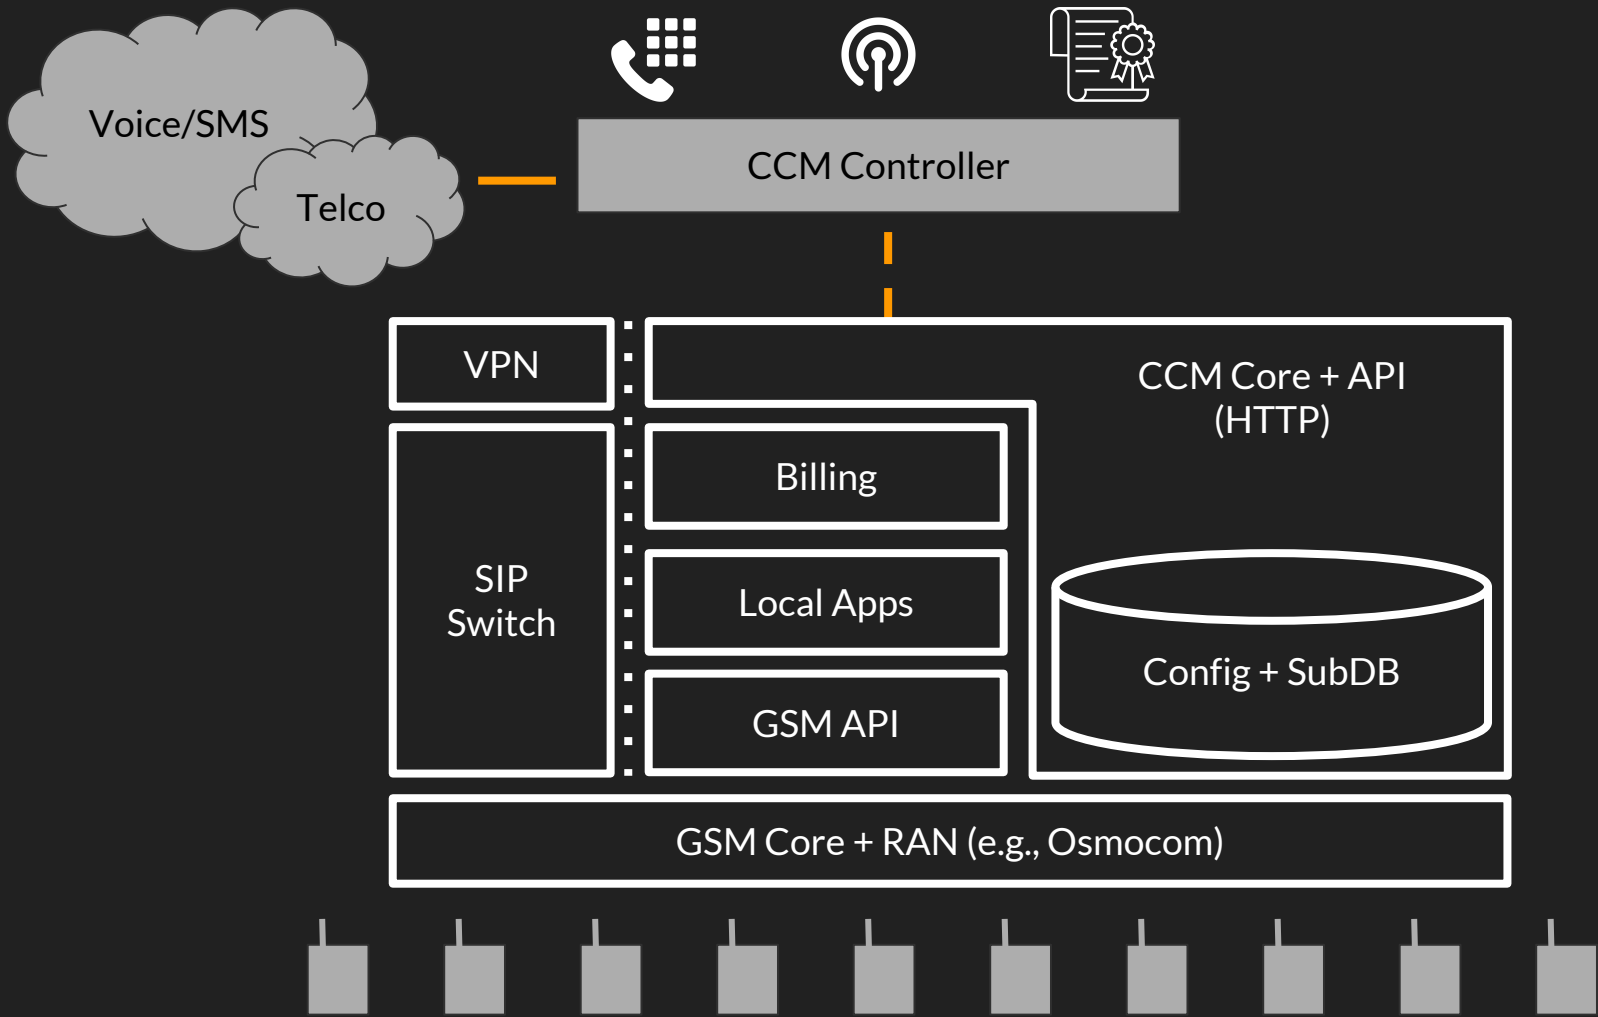 Voice/SMS
Telco
CCM Controller
VPN
CCM Core + API
(HTTP)
Billing
SIP
Switch
Local Apps
Config + SubDB
GSM API
GSM Core + RAN (e.g., Osmocom)